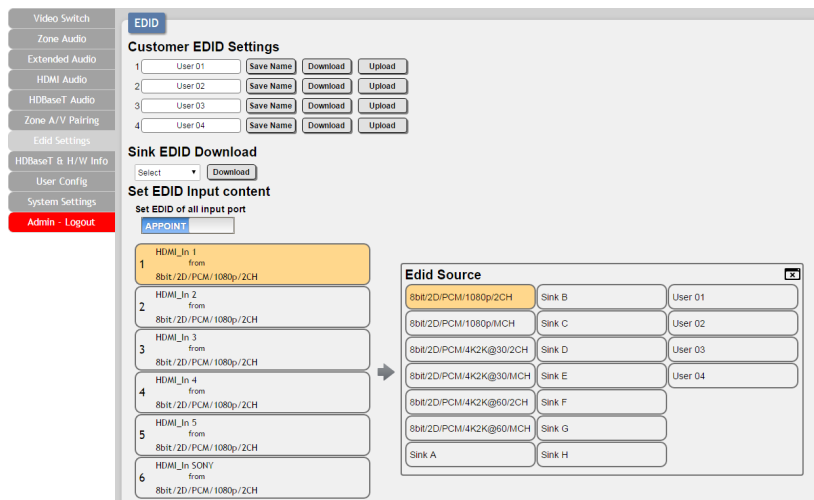 Video Switch
Zone Audio
Extended Audio
HDMI Audio
HDBaseT Audio
Zone A/V Pairing
Edid Settings
HDBaseT & H/W Info
User Config
System Settings
Admin - Logout
EDID
Customer EDID Settings
1 User 01 Save Name Download Upload
2 User 02 Save Name Download Upload
3 User 03 Save Name Download Upload
4 User 04 Save Name Download Upload
Sink EDID Download
Select Download
Set EDID Input content
Set EDID of all input port
APPOINT
HDMI_In 1
1 from
8bit/2D/PCM/1080p/2CH
HDMI_In 2
2 from
8bit/2D/PCM/1080p/2CH
HDMI_In 3
3 from
8bit/2D/PCM/1080p/2CH
HDMI_In 4
4 from
8bit/2D/PCM/1080p/2CH
HDMI_In 5
5 from
8bit/2D/PCM/1080p/2CH
HDMI_In SONY
6 from
8bit/2D/PCM/1080p/2CH
Edid Source
8bit/2D/PCM/1080p/2CH Sink B User 01
8bit/2D/PCM/1080p/MCH Sink C User 02
8bit/2D/PCM/4K2K@30/2CH Sink D User 03
8bit/2D/PCM/4K2K@30/MCH Sink E User 04
8bit/2D/PCM/4K2K@60/2CH Sink F
8bit/2D/PCM/4K2K@60/MCH Sink G
Sink A Sink H